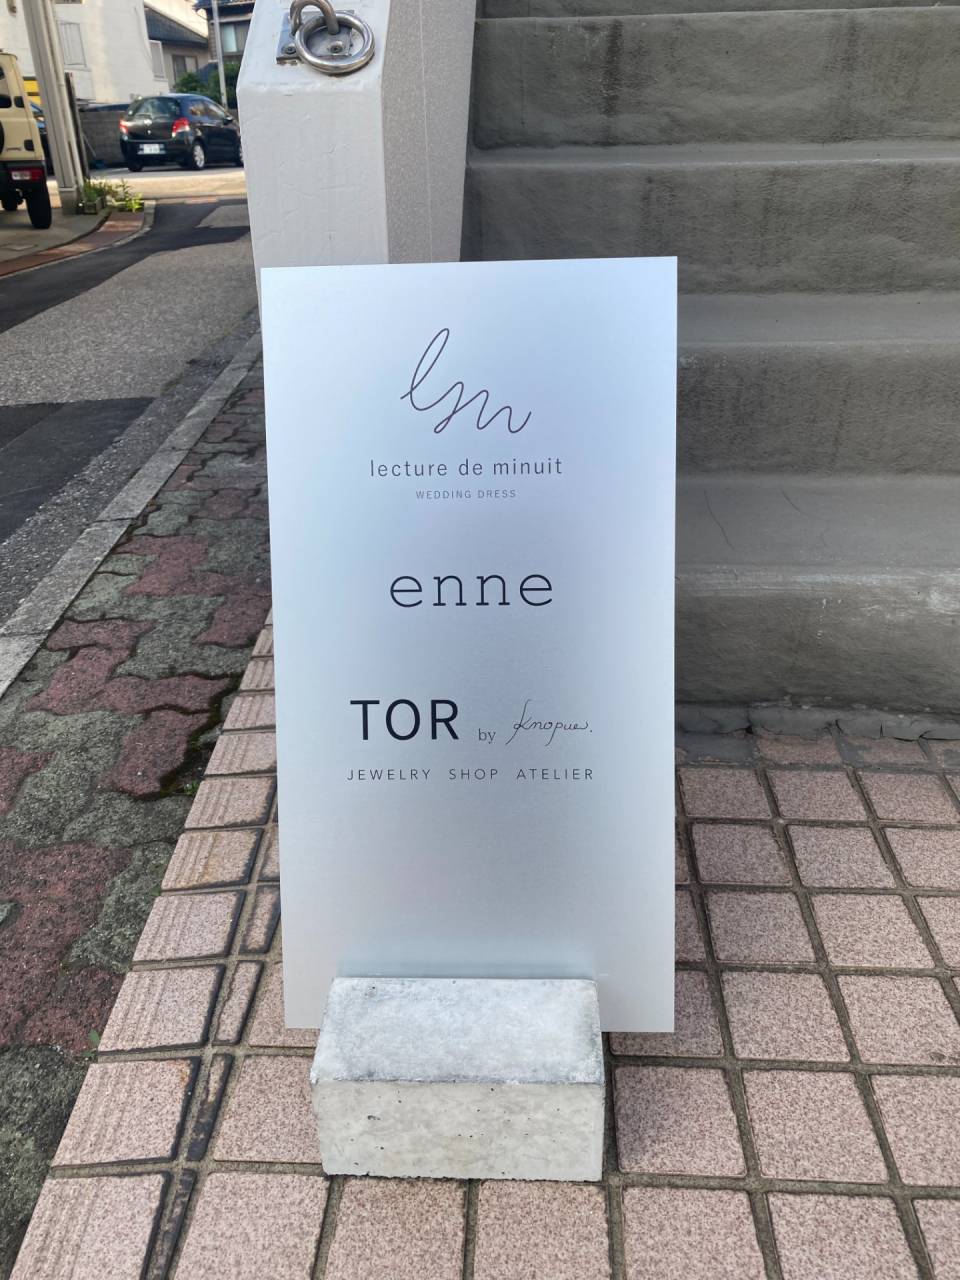 lm
lecture de minuit
WEDDING DRESS
enne
TOR by Knopue.
JEWELRY SHOP ATELIER